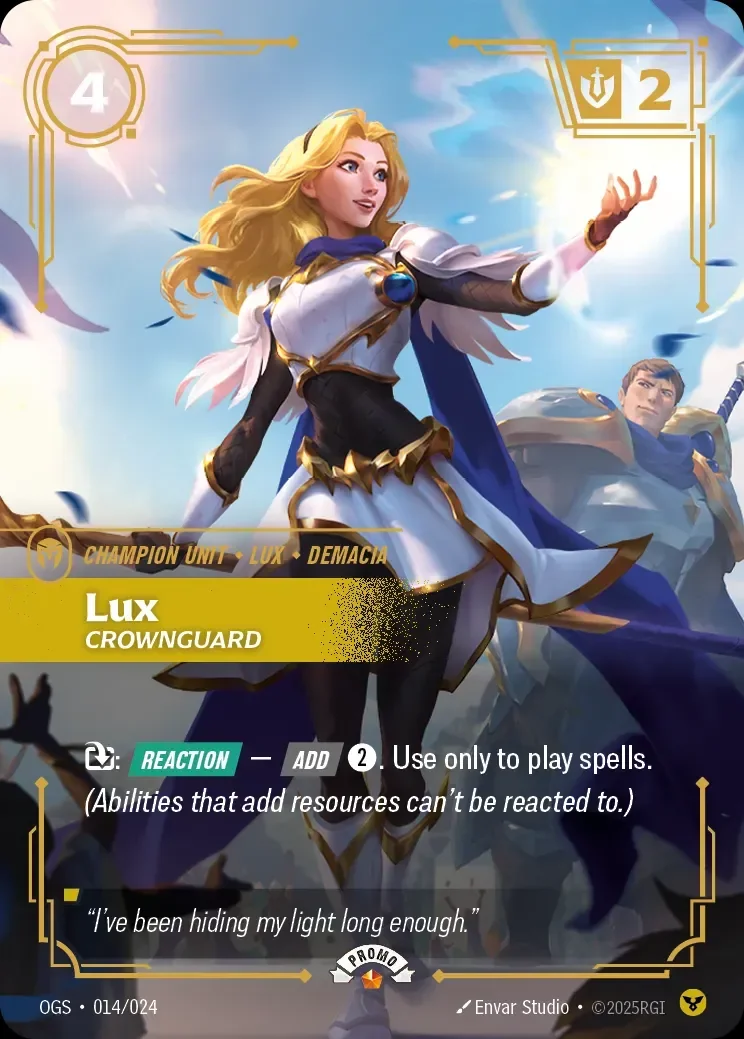 4
2
CHAMPION UNIT • LUX • DEMACIA
Lux
CROWNGUARD
: REACTION — ADD 2. Use only to play spells.
(Abilities that add resources can't be reacted to.)
“I've been hiding my light long enough.”
PROMO
OGS • 014/024
Envar Studio • ©2025RGI